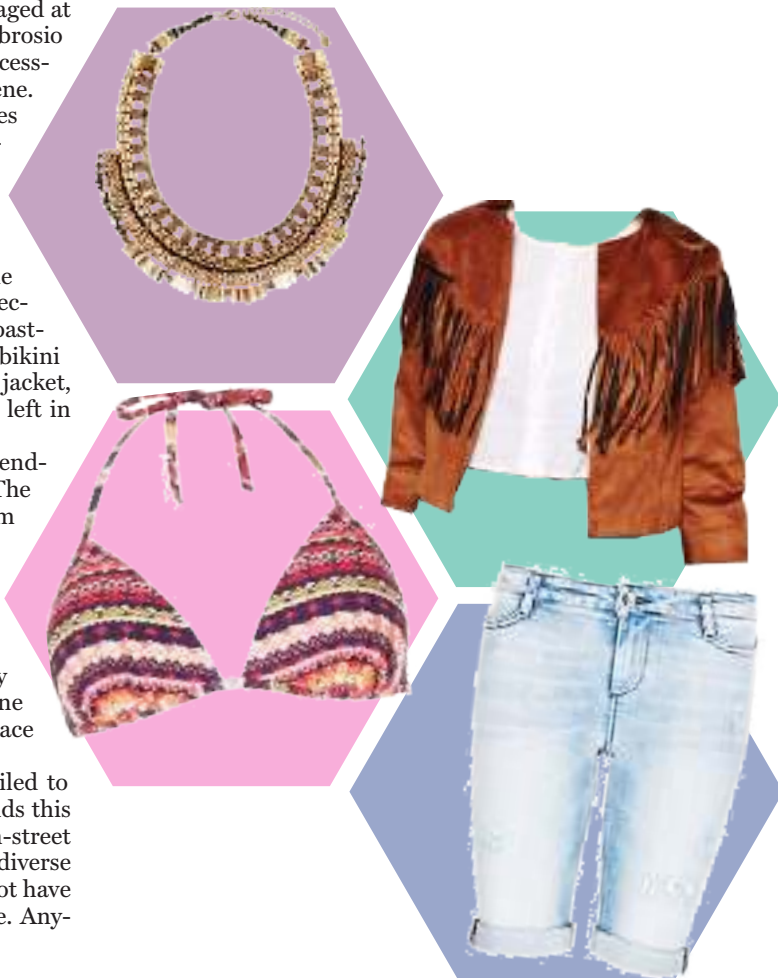 aged at
brosio
cess-
ene.
es
ec-
oast-
bikini
jacket,
left in
end-
The
m
y
ne
ace
iled to
ds this
-street
diverse
ot have
e. Any-